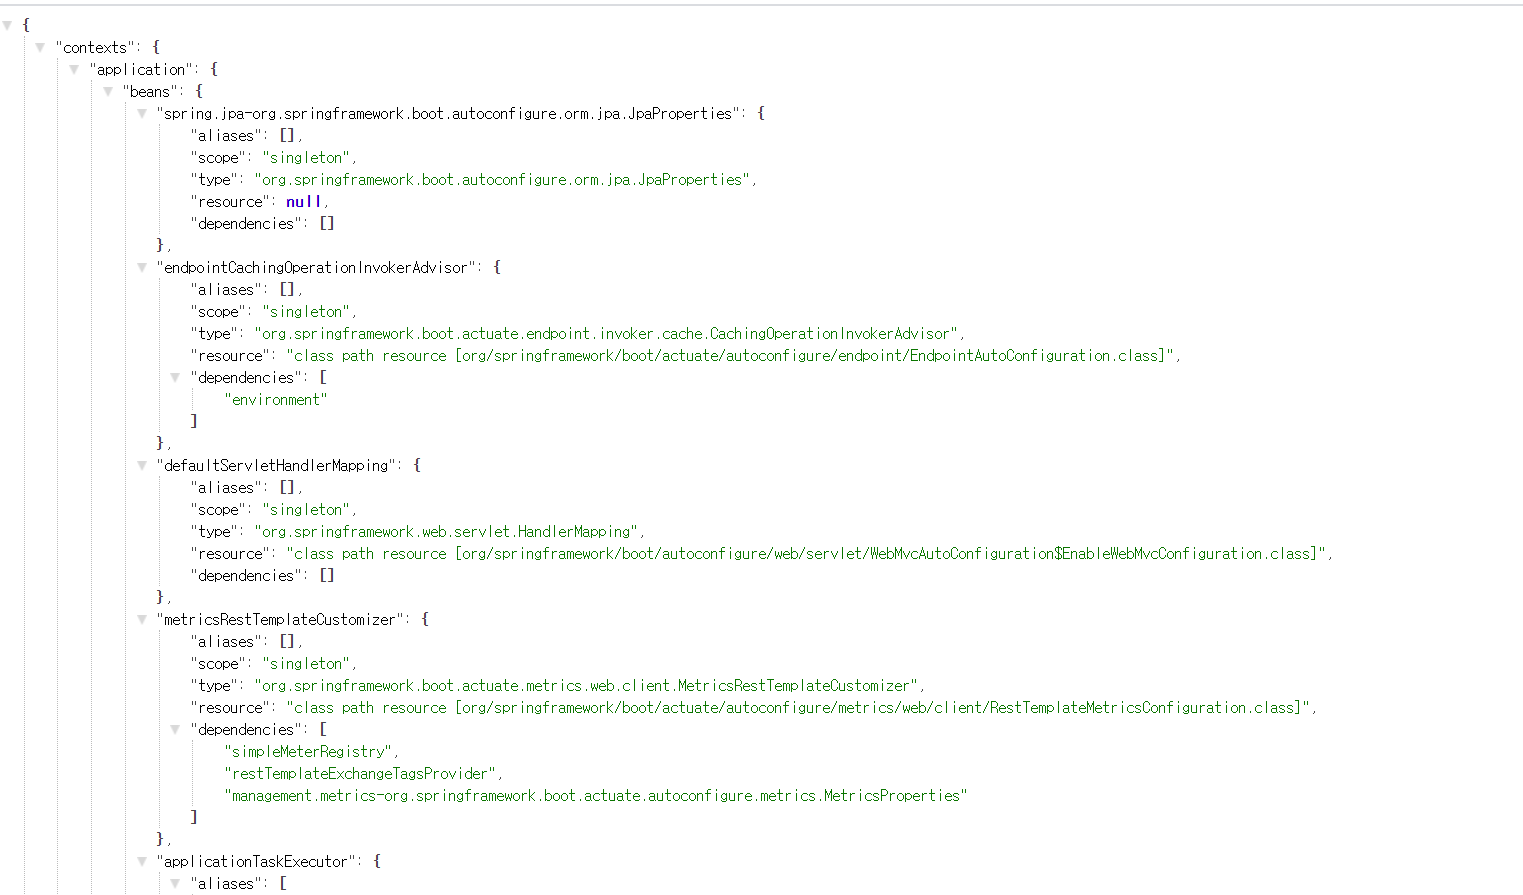 {
"contexts": {
"application": {
"beans": {
"spring.jpa-org.springframework.boot.autoconfigure.orm.jpa.JpaProperties": {
"aliases": [],
"scope": "singleton",
"type": "org.springframework.boot.autoconfigure.orm.jpa.JpaProperties",
"resource": null,
"dependencies": []
},
"endpointCachingOperationInvokerAdvisor": {
"aliases": [],
"scope": "singleton",
"type": "org.springframework.boot.actuate.endpoint.invoker.cache.CachingOperationInvokerAdvisor",
"resource": "class path resource [org/springframework/boot/actuate/autoconfigure/endpoint/EndpointAutoConfiguration.class]",
"dependencies": [
"environment"
]
},
"defaultServletHandlerMapping": {
"aliases": [],
"scope": "singleton",
"type": "org.springframework.web.servlet.HandlerMapping",
"resource": "class path resource [org/springframework/boot/autoconfigure/web/servlet/WebMvcAutoConfiguration$EnableWebMvcConfiguration.class]",
"dependencies": []
},
"metricsRestTemplateCustomizer": {
"aliases": [],
"scope": "singleton",
"type": "org.springframework.boot.actuate.metrics.web.client.MetricsRestTemplateCustomizer",
"resource": "class path resource [org/springframework/boot/actuate/autoconfigure/metrics/web/client/RestTemplateMetricsConfiguration.class]",
"dependencies": [
"simpleMeterRegistry",
"restTemplateExchangeTagsProvider",
"management.metrics-org.springframework.boot.actuate.autoconfigure.metrics.MetricsProperties"
]
},
"applicationTaskExecutor": {
"aliases": [